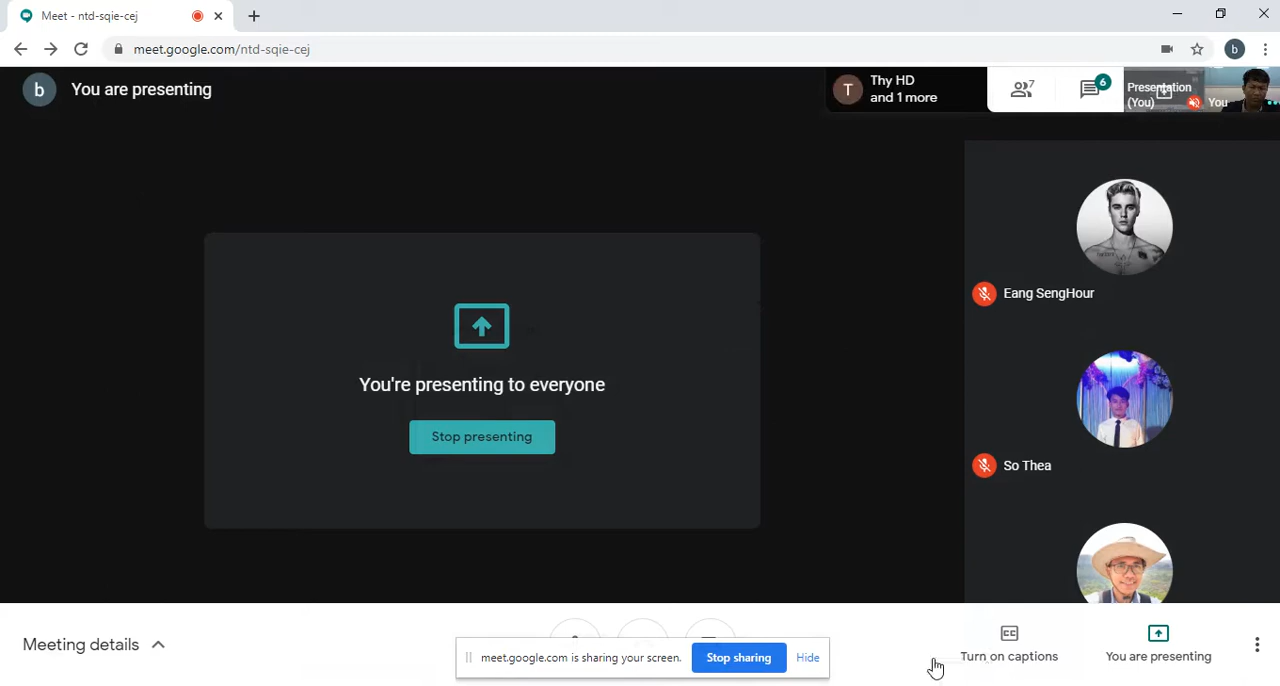 Meet - ntd-sqie-cej
meet.google.com/ntd-sqie-cej
b
b
You are presenting
T
Thy HD
and 1 more
7
6
Presentation
(You)
You
Eang SengHour
You're presenting to everyone
Stop presenting
So Thea
Meeting details
meet.google.com is sharing your screen.
Stop sharing
Hide
CC
Turn on captions
You are presenting